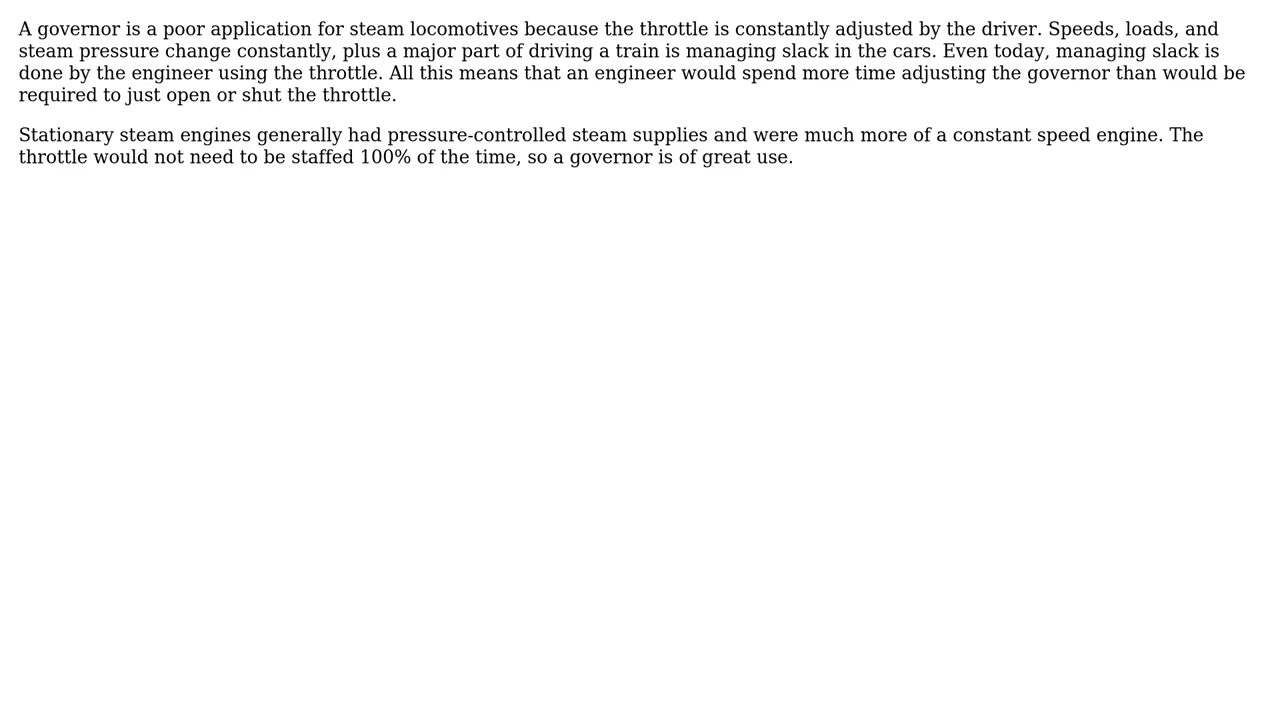 A governor is a poor application for steam locomotives because the throttle is constantly adjusted by the driver. Speeds, loads, and
steam pressure change constantly, plus a major part of driving a train is managing slack in the cars. Even today, managing slack is
done by the engineer using the throttle. All this means that an engineer would spend more time adjusting the governor than would be
required to just open or shut the throttle.
Stationary steam engines generally had pressure-controlled steam supplies and were much more of a constant speed engine. The
throttle would not need to be staffed 100% of the time, so a governor is of great use.